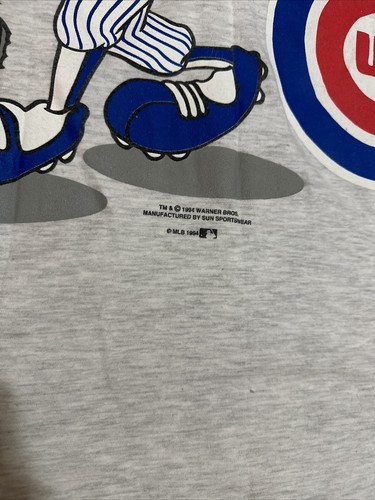 TM & © 1994 WARNER BROS.
MANUFACTURED BY SUN SPORTSWEAR
© MLB 1994